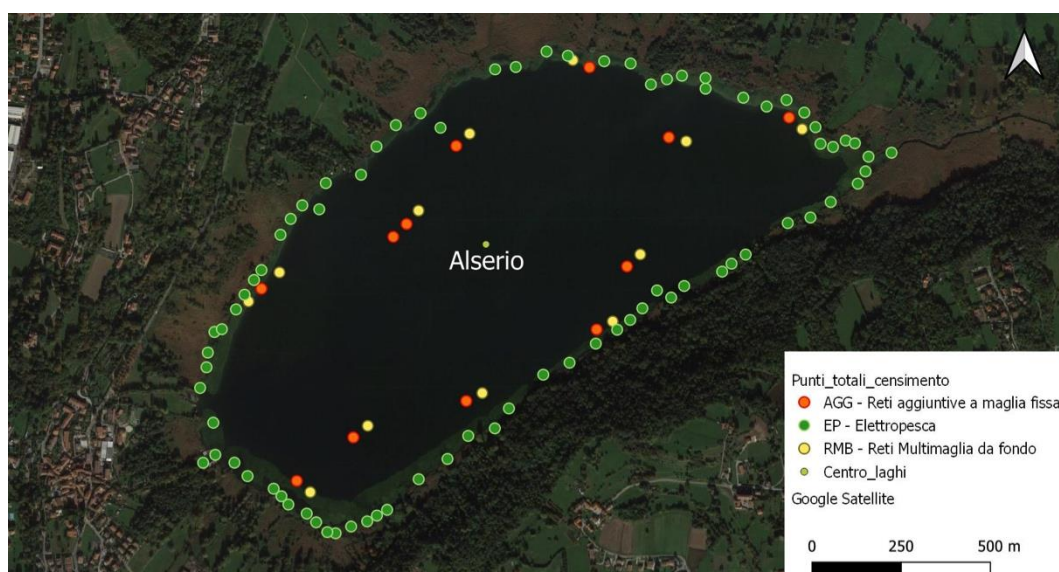 Alserio
Punti_totali_censimento
AGG - Reti aggiuntive a maglia fissa
EP - Elettropesca
RMB - Reti Multimaglia da fondo
Centro_laghi
Google Satellite
0 250 500 m